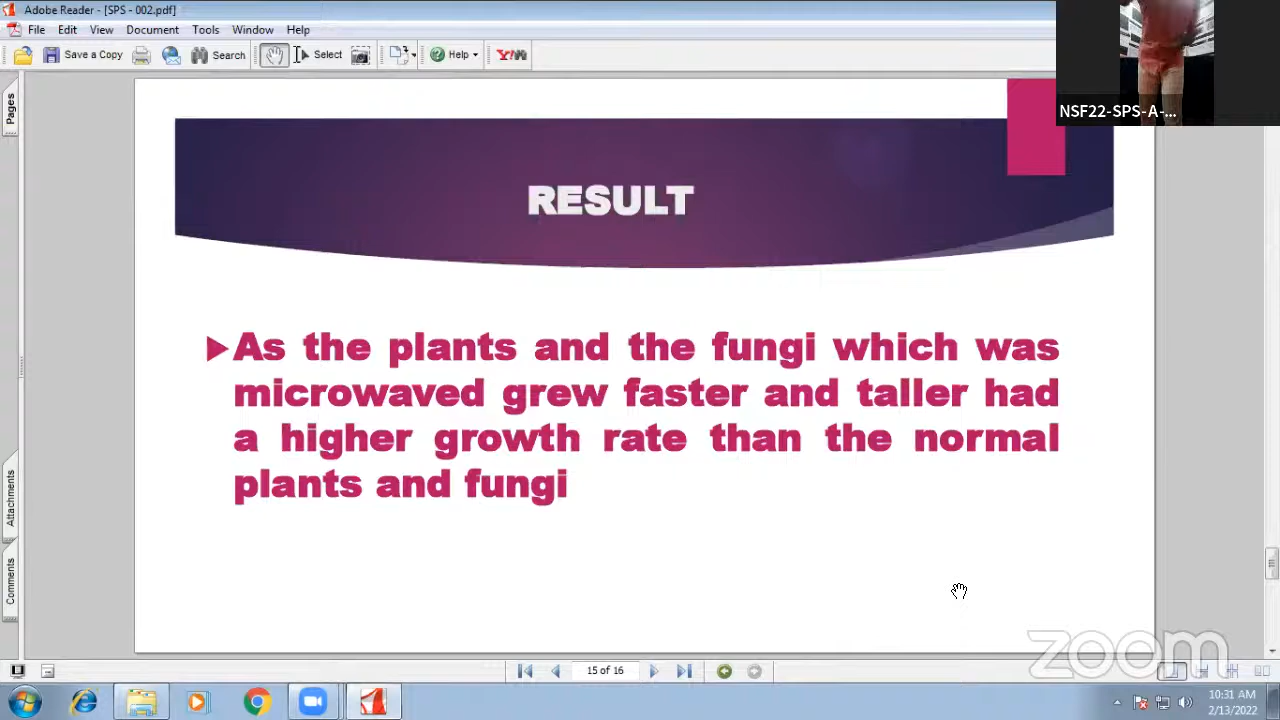 Adobe Reader - [SPS - 002.pdf]
File Edit View Document Tools Window Help
Save a Copy Search Select Help Y!
NSF22-SPS-A-...
Pages
RESULT
As the plants and the fungi which was
microwaved grew faster and taller had
a higher growth rate than the normal
plants and fungi
Attachments
Comments
zoom
15 of 16
10:31 AM
2/13/2022